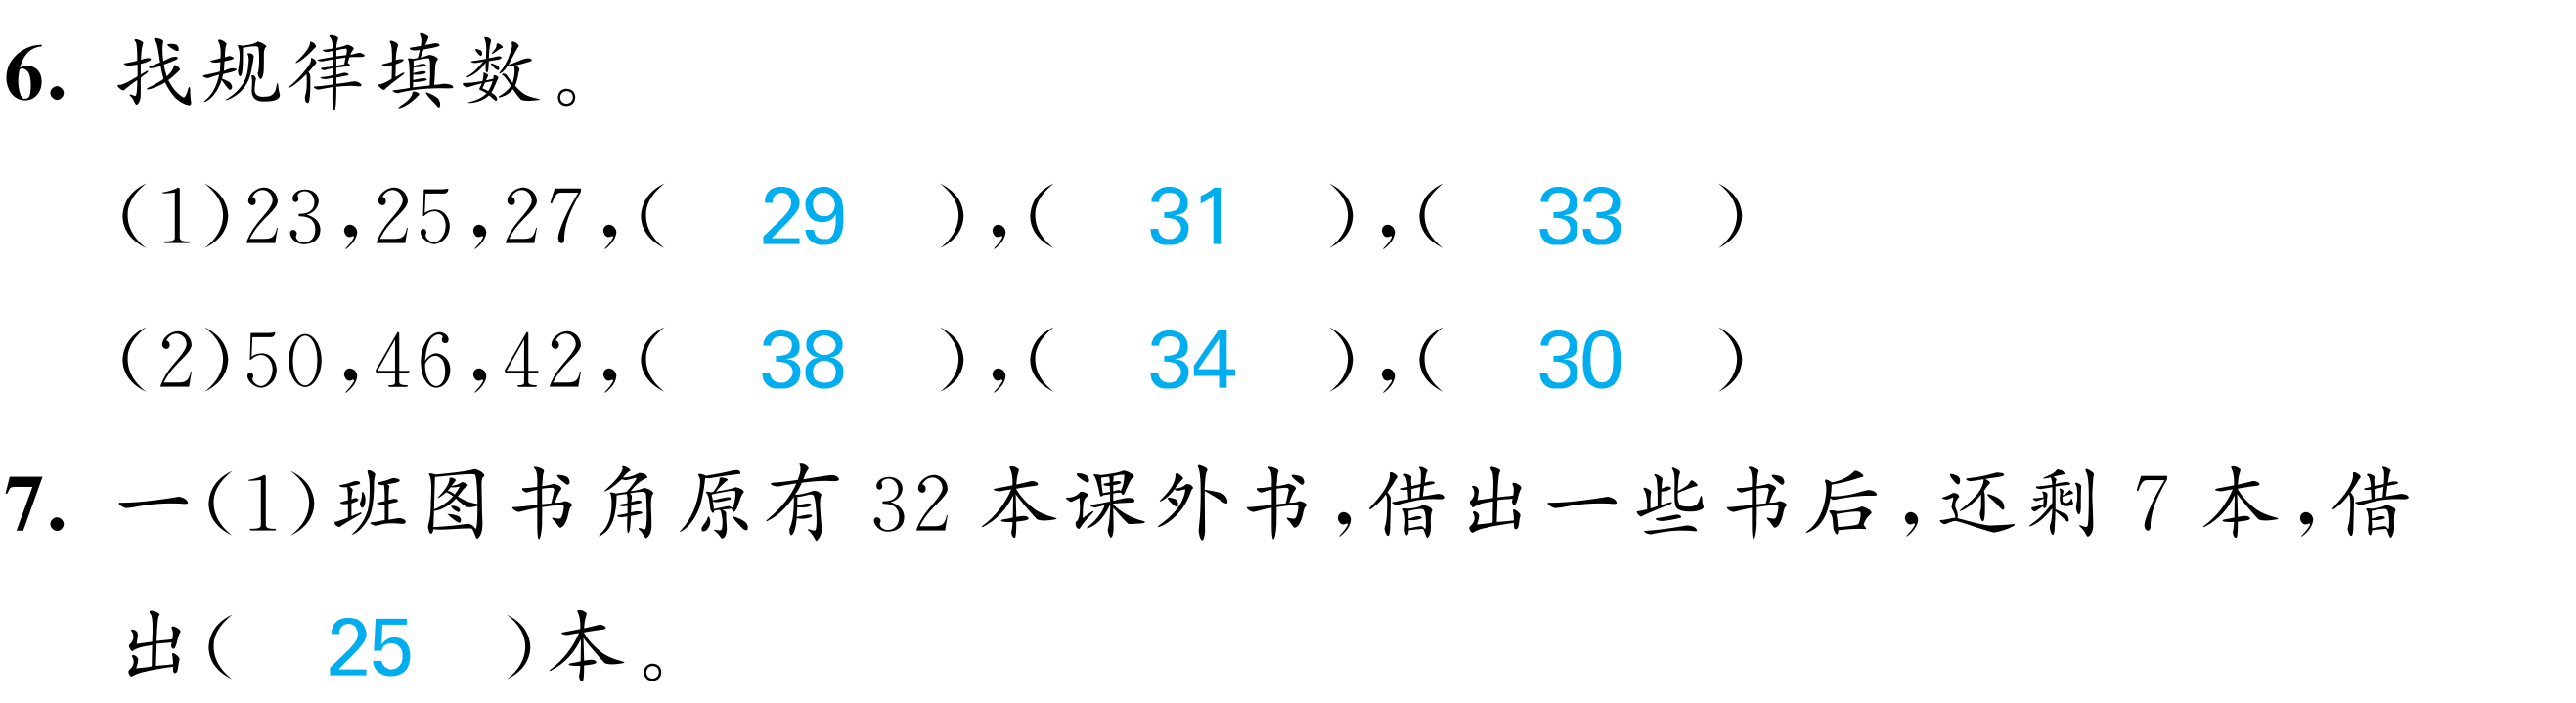 6. 找规律填数。
(1)23,25,27,( 29 ),( 31 ),( 33 )
(2)50,46,42,( 38 ),( 34 ),( 30 )
7. 一(1)班图书角原有 32 本课外书,借出一些书后,还剩 7 本,借
出( 25 )本。